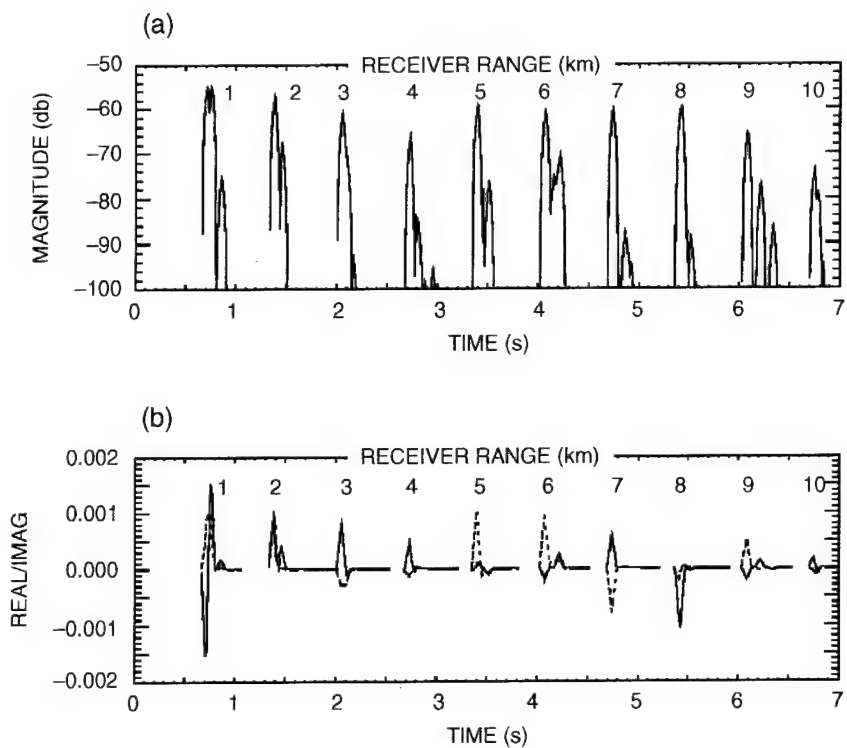 (a)
RECEIVER RANGE (km)
1 2 3 4 5 6 7 8 9 10
MAGNITUDE (db)
−50
−60
−70
−80
−90
−100
0 1 2 3 4 5 6 7
TIME (s)
(b)
RECEIVER RANGE (km)
1 2 3 4 5 6 7 8 9 10
REAL/IMAG
0.002
0.001
0.000
−0.001
−0.002
0 1 2 3 4 5 6 7
TIME (s)